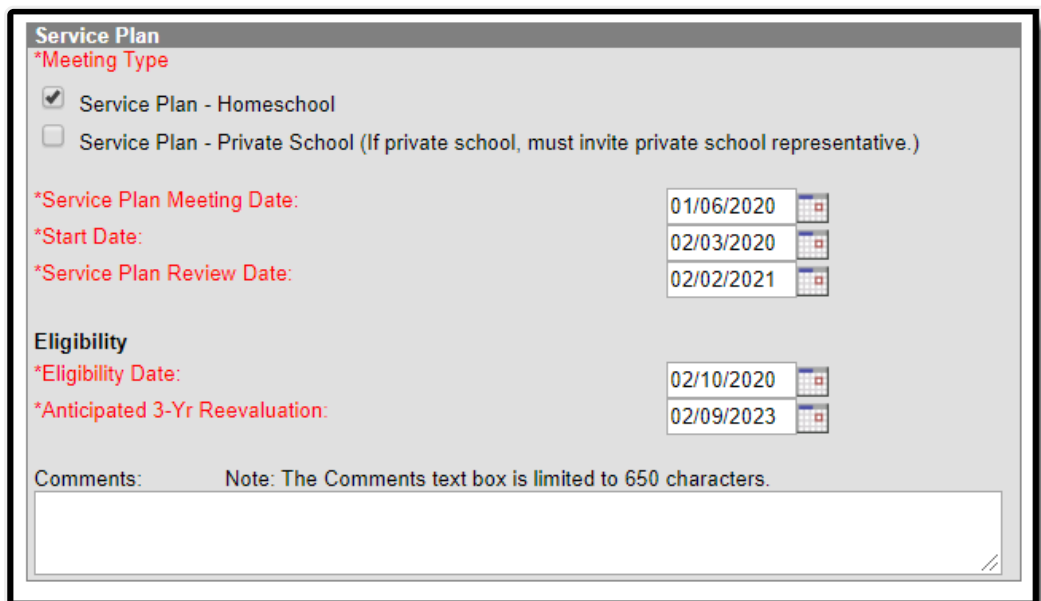 Service Plan
*Meeting Type
Service Plan - Homeschool
Service Plan - Private School (If private school, must invite private school representative.)
*Service Plan Meeting Date: 01/06/2020
*Start Date: 02/03/2020
*Service Plan Review Date: 02/02/2021
Eligibility
*Eligibility Date: 02/10/2020
*Anticipated 3-Yr Reevaluation: 02/09/2023
Comments: Note: The Comments text box is limited to 650 characters.